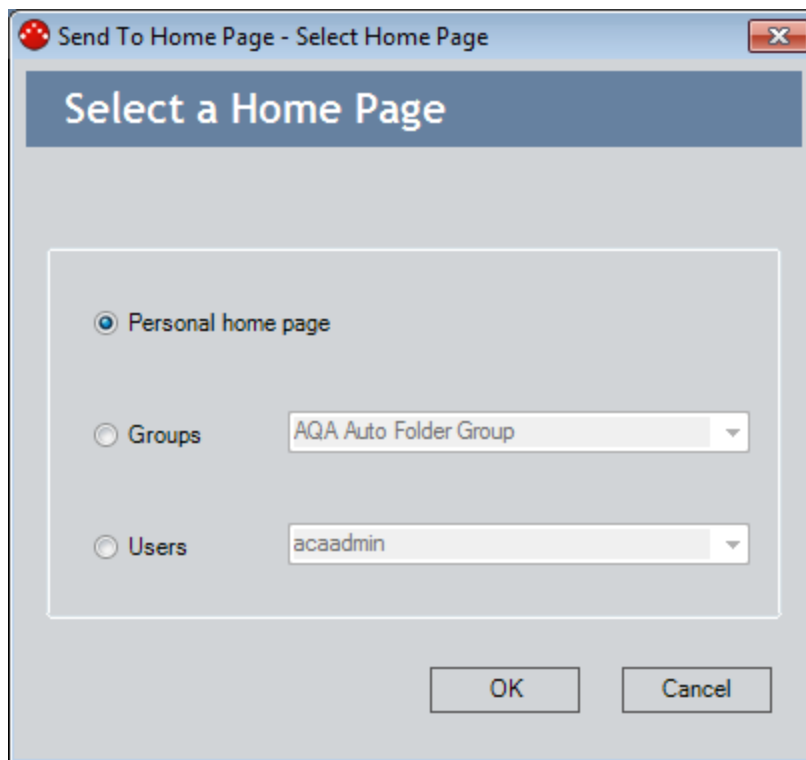 Send To Home Page - Select Home Page
Select a Home Page
Personal home page
Groups AQA Auto Folder Group
Users acaadmin
OK Cancel